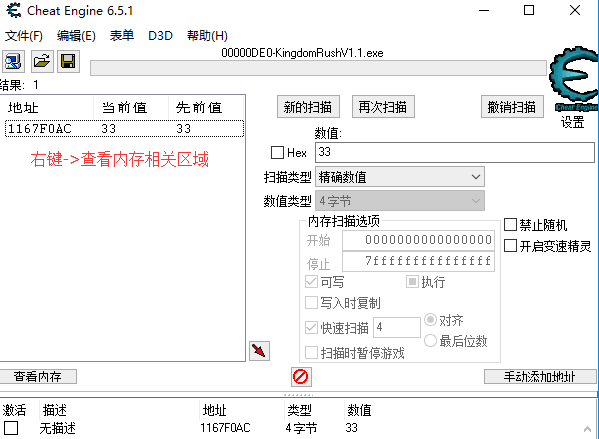 Cheat Engine 6.5.1
文件(F) 编辑(E) 表单 D3D 帮助(H)
00000DE0-KingdomRushV1.1.exe
结果: 1
Cheat Engine
设置
地址 当前值 先前值
1167F0AC 33 33
右键->查看内存相关区域
新的扫描 再次扫描 撤销扫描
数值:
Hex 33
扫描类型 精确数值
数值类型 4字节
内存扫描选项
开始 0000000000000000
停止 7fffffffffffffff
可写 执行
写入时复制
快速扫描 4 对齐
最后位数
扫描时暂停游戏
禁止随机
开启变速精灵
查看内存 手动添加地址
激活 描述 地址 类型 数值
无描述 1167F0AC 4字节 33